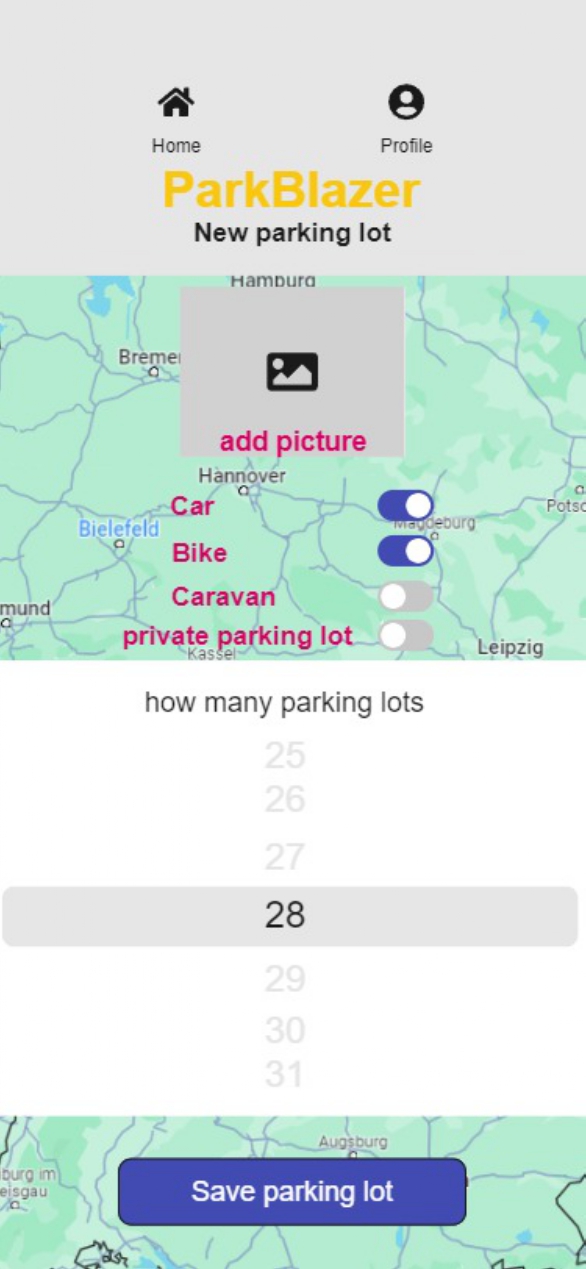 Home Profile
ParkBlazer
New parking lot
Hamburg
Bremen
add picture
Hannover
Car
Magdeburg
Potsd
Bielefeld
Bike
Caravan
mund
private parking lot
Leipzig
Kassel
how many parking lots
25
26
27
28
29
30
31
Augsburg
burg im
eisgau
Save parking lot